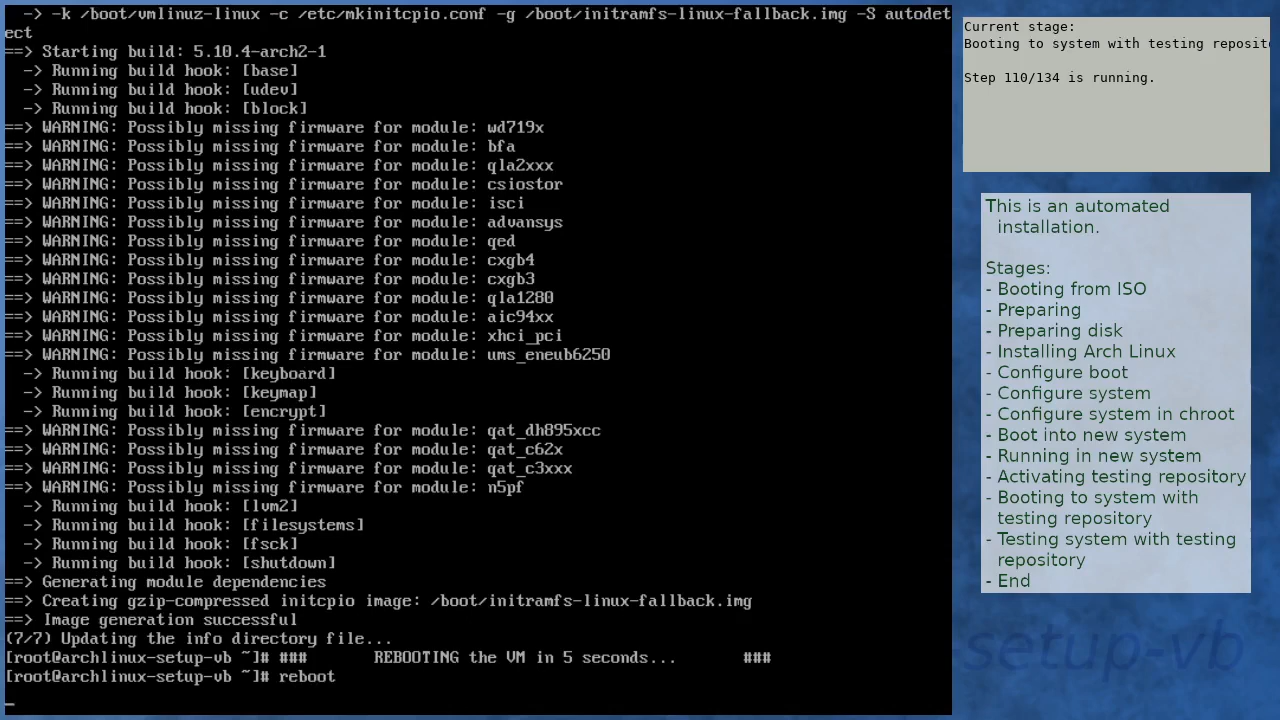 -> -k /boot/vmlinuz-linux -c /etc/mkinitcpio.conf -g /boot/initramfs-linux-fallback.img -S autodet
ect
==> Starting build: 5.10.4-arch2-1
-> Running build hook: [base]
-> Running build hook: [udev]
-> Running build hook: [block]
==> WARNING: Possibly missing firmware for module: wd719x
==> WARNING: Possibly missing firmware for module: bfa
==> WARNING: Possibly missing firmware for module: qla2xxx
==> WARNING: Possibly missing firmware for module: csiostor
==> WARNING: Possibly missing firmware for module: isci
==> WARNING: Possibly missing firmware for module: advansys
==> WARNING: Possibly missing firmware for module: qed
==> WARNING: Possibly missing firmware for module: cxgb4
==> WARNING: Possibly missing firmware for module: cxgb3
==> WARNING: Possibly missing firmware for module: qla1280
==> WARNING: Possibly missing firmware for module: aic94xx
==> WARNING: Possibly missing firmware for module: xhci_pci
==> WARNING: Possibly missing firmware for module: ums_eneub6250
-> Running build hook: [keyboard]
-> Running build hook: [keymap]
-> Running build hook: [encrypt]
==> WARNING: Possibly missing firmware for module: qat_dh895xcc
==> WARNING: Possibly missing firmware for module: qat_c62x
==> WARNING: Possibly missing firmware for module: qat_c3xxx
==> WARNING: Possibly missing firmware for module: n5pf
-> Running build hook: [lvm2]
-> Running build hook: [filesystems]
-> Running build hook: [fsck]
-> Running build hook: [shutdown]
==> Generating module dependencies
==> Creating gzip-compressed initcpio image: /boot/initramfs-linux-fallback.img
==> Image generation successful
(7/7) Updating the info directory file...
[root@archlinux-setup-vb ~]# ### REBOOTING the VM in 5 seconds... ###
[root@archlinux-setup-vb ~]# reboot
_
Current stage:
Booting to system with testing reposito
Step 110/134 is running.
This is an automated
installation.
Stages:
- Booting from ISO
- Preparing
- Preparing disk
- Installing Arch Linux
- Configure boot
- Configure system
- Configure system in chroot
- Boot into new system
- Running in new system
- Activating testing repository
- Booting to system with
testing repository
- Testing system with testing
repository
- End
setup-vb